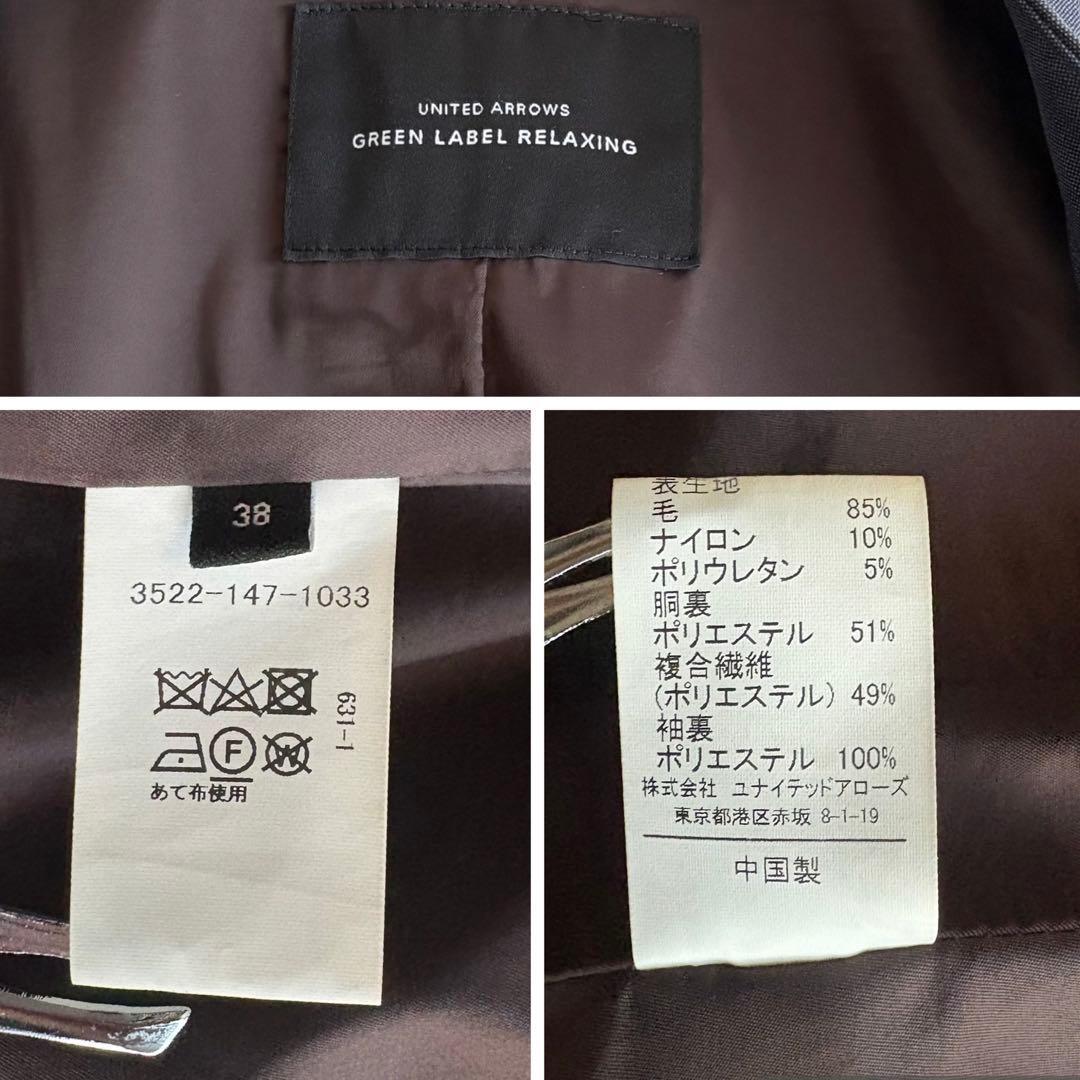 UNITED ARROWS
GREEN LABEL RELAXING
38
3522-147-1033
631-1
F
W
あて布使用
表生地
毛 85%
ナイロン 10%
ポリウレタン 5%
胴裏
ポリエステル 51%
複合繊維
(ポリエステル) 49%
袖裏
ポリエステル 100%
株式会社 ユナイテッドアローズ
東京都港区赤坂 8-1-19
中国製